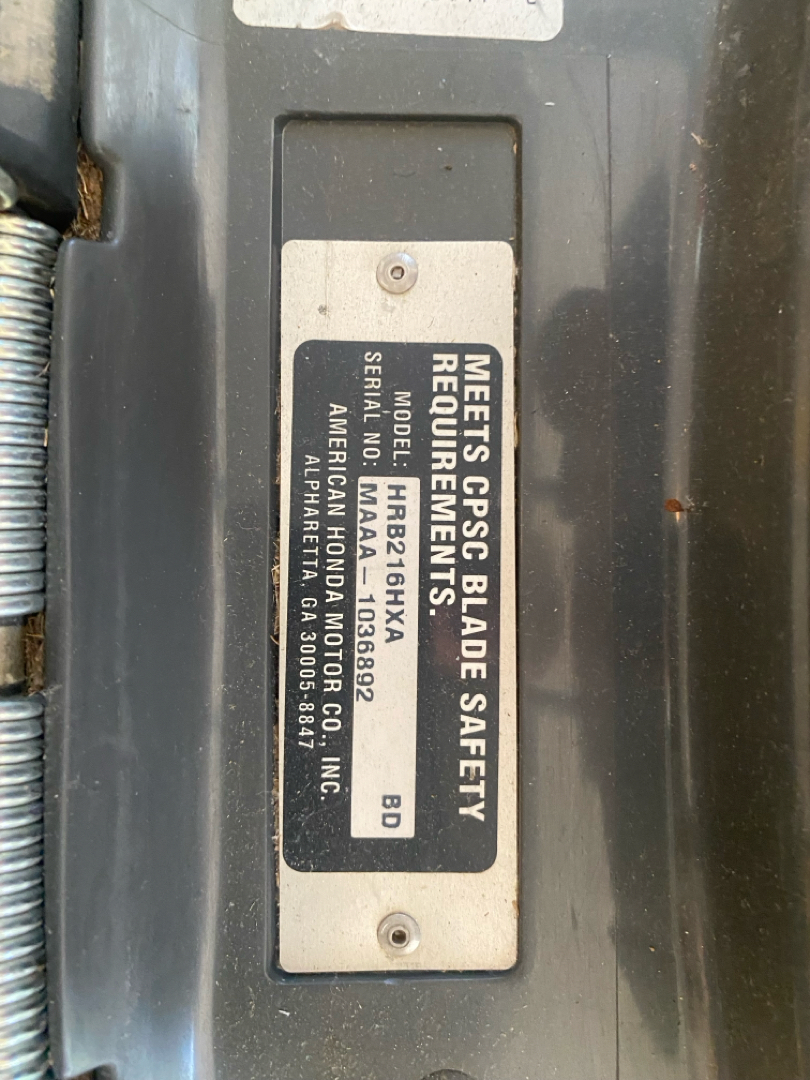 MEETS CPSC BLADE SAFETY
REQUIREMENTS.
MODEL: HRB216HXA BD
SERIAL NO: MAAA-1036892
AMERICAN HONDA MOTOR CO., INC.
ALPHARETTA, GA 30005-8847